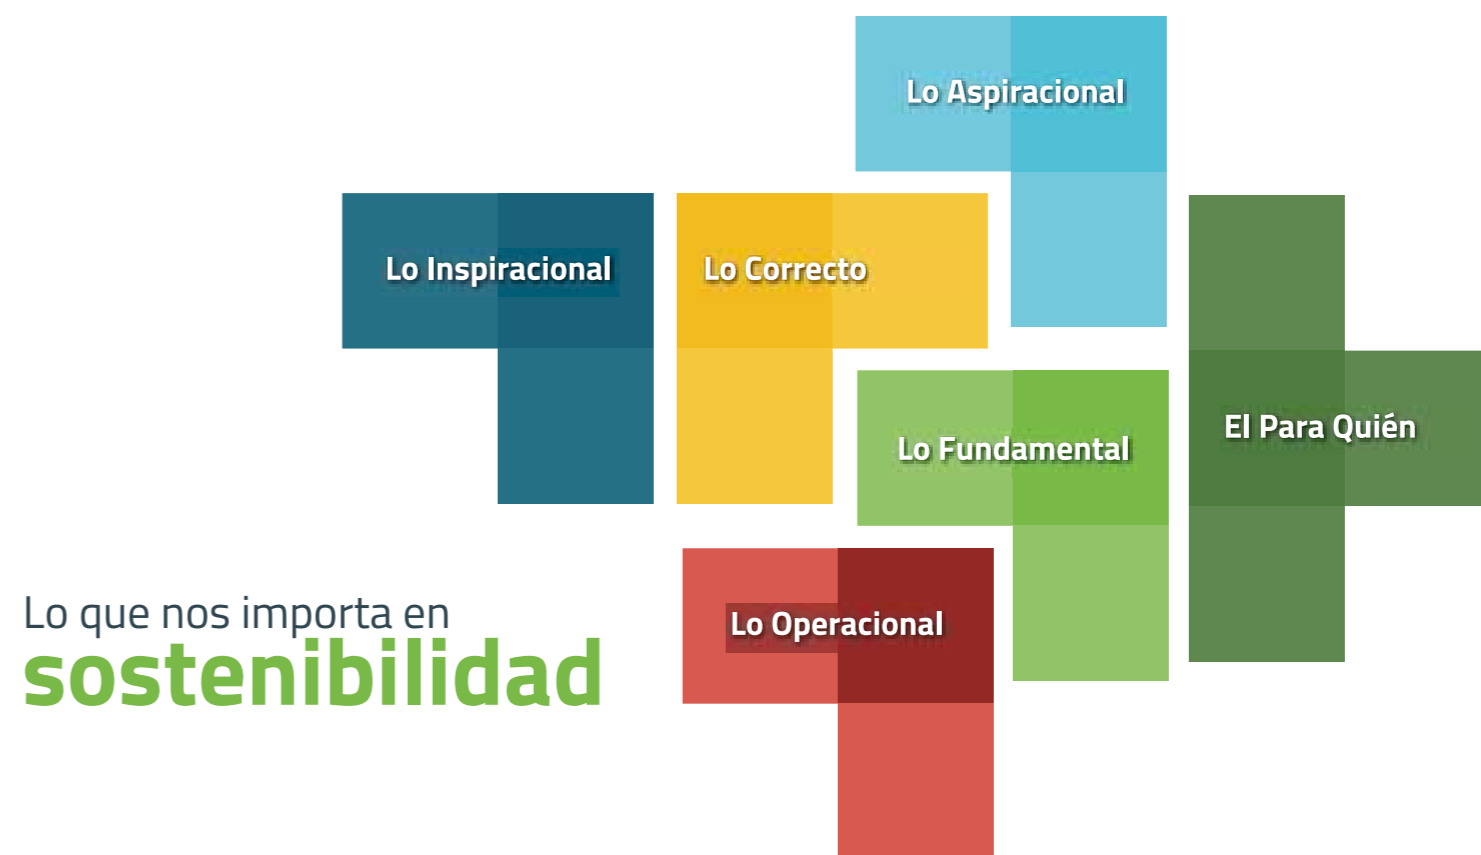 Lo Aspiracional
Lo Inspiracional
Lo Correcto
El Para Quién
Lo Fundamental
Lo Operacional
Lo que nos importa en
sostenibilidad